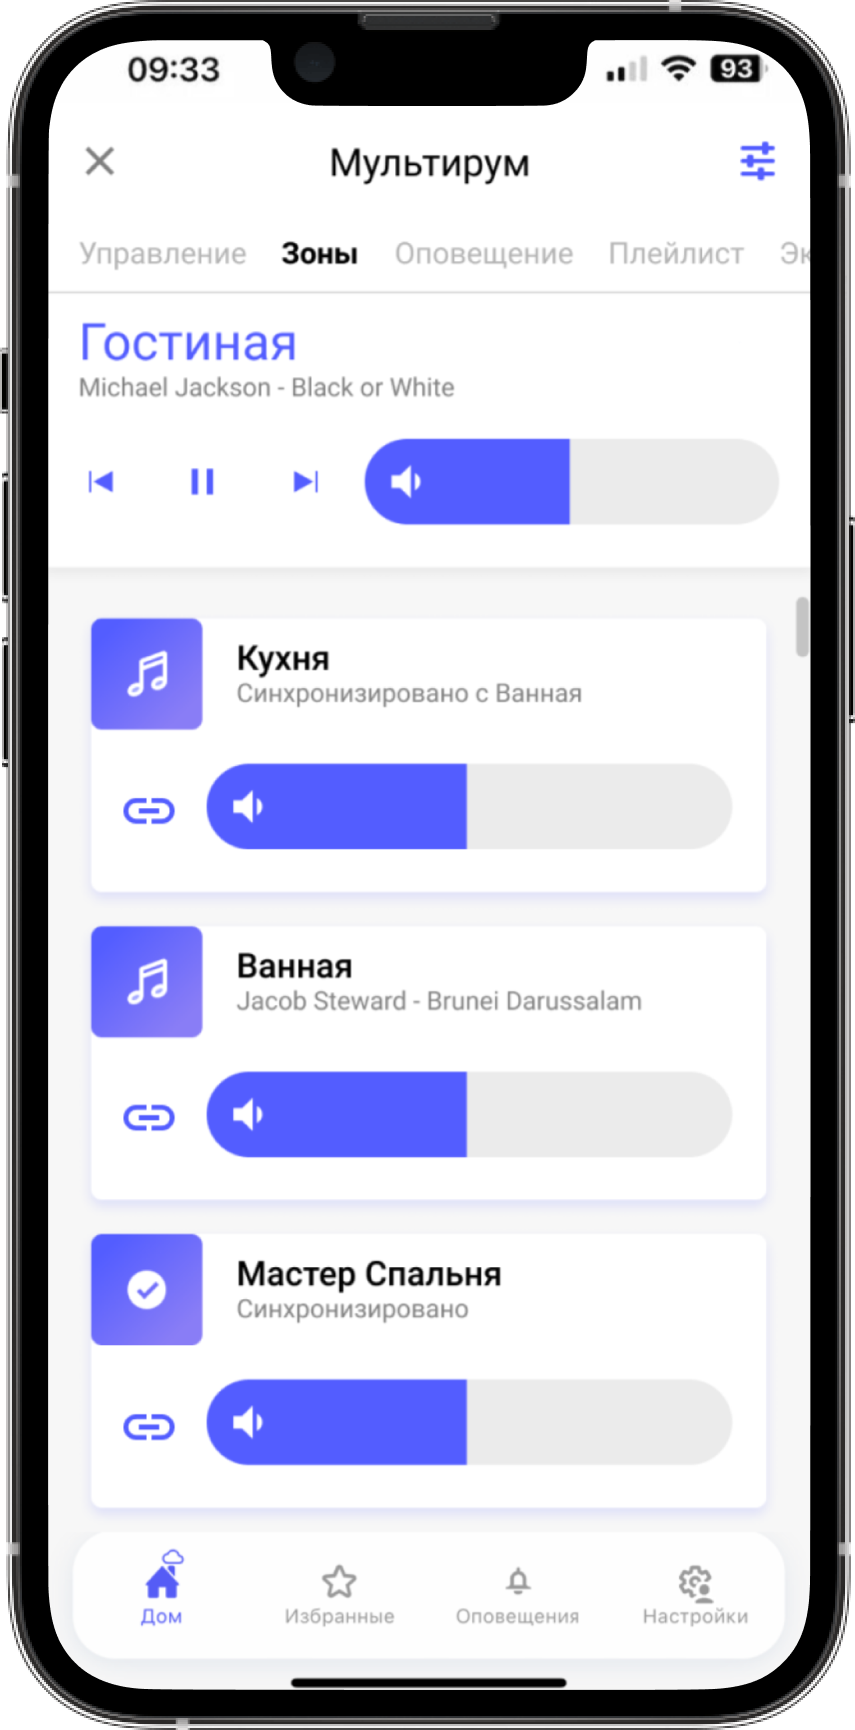 09:33
93
Мультирум
Управление Зоны Оповещение Плейлист Эк
Гостиная
Michael Jackson - Black or White
Кухня
Синхронизировано с Ванная
Ванная
Jacob Steward - Brunei Darussalam
Мастер Спальня
Синхронизировано
Дом Избранные Оповещения Настройки